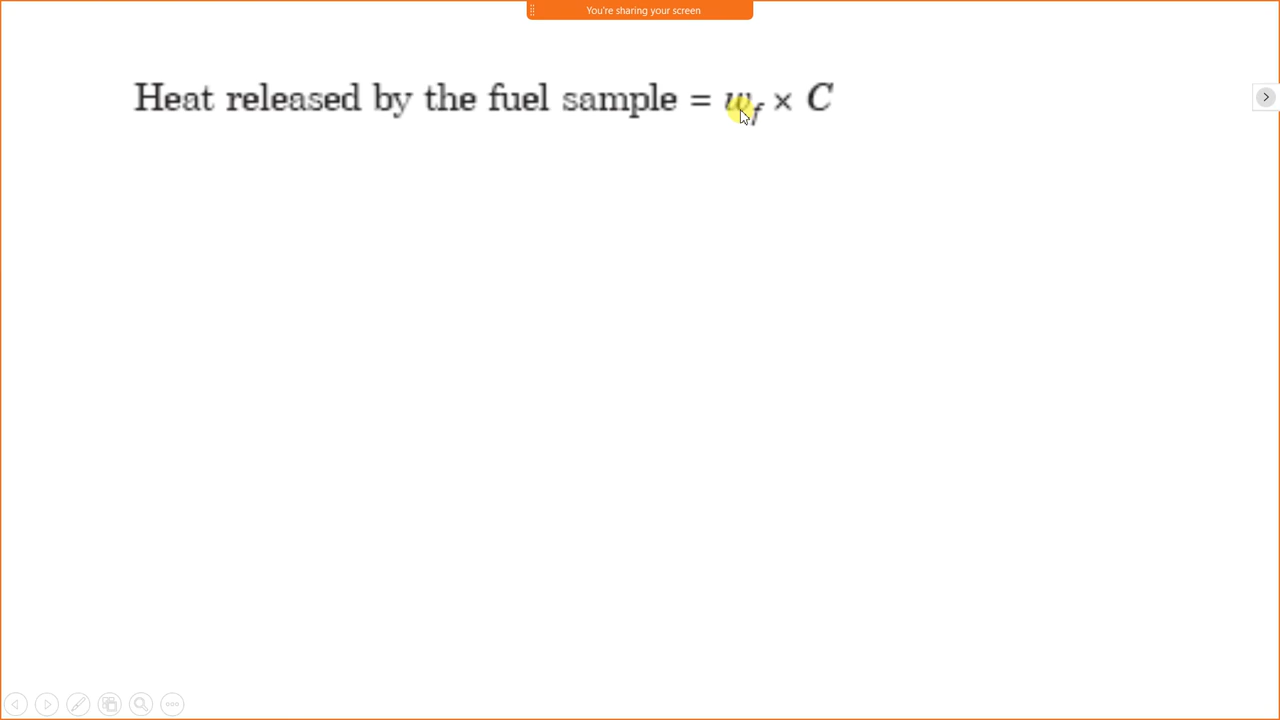 You're sharing your screen
Heat released by the fuel sample = w_f × C